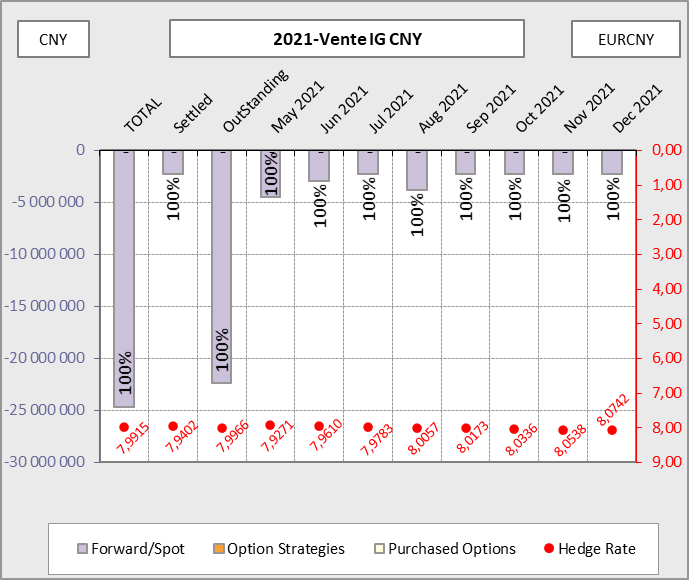 CNY
2021-Vente IG CNY
EURCNY
TOTAL
Settled
OutStanding
May 2021
Jun 2021
Jul 2021
Aug 2021
Sep 2021
Oct 2021
Nov 2021
Dec 2021
0
-5 000 000
-10 000 000
-15 000 000
-20 000 000
-25 000 000
-30 000 000
0,00
1,00
2,00
3,00
4,00
5,00
6,00
7,00
8,00
9,00
100%
100%
100%
100%
100%
100%
100%
100%
100%
100%
100%
7,9915
7,9402
7,9966
7,9271
7,9610
7,9783
8,0057
8,0173
8,0336
8,0538
8,0742
Forward/Spot
Option Strategies
Purchased Options
Hedge Rate